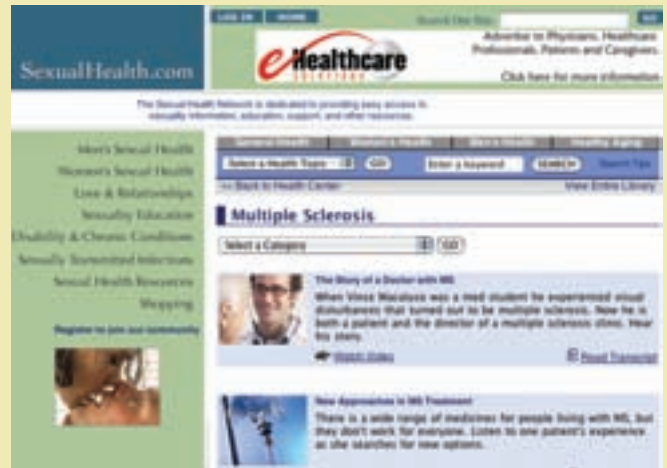 LOG IN HOME
Search Our Site: GO
SexualHealth.com
eHealthcare
SOLUTIONS
Advertise to Physicians, Healthcare
Professionals, Patients and Caregivers.
Click here for more information
The Sexual Health Network is dedicated to providing easy access to
sexuality information, education, support, and other resources.
Men's Sexual Health
Women's Sexual Health
Love & Relationships
Sexuality Education
Disability & Chronic Conditions
Sexually Transmitted Infections
Sexual Health Resources
Shopping
Register to join our community
General Health Women's Health Men's Health Healthy Aging
Select a Health Topic GO Enter a keyword SEARCH Search Tips
<< Back to Health Center View Entire Library
Multiple Sclerosis
Select a Category GO
The Story of a Doctor with MS
When Vince Macaluso was a med student he experienced visual
disturbances that turned out to be multiple sclerosis. Now he is
both a patient and the director of a multiple sclerosis clinic. Hear
his story.
Watch Video Read Transcript
New Approaches in MS Treatment
There is a wide range of medicines for people living with MS, but
they don't work for everyone. Listen to one patient's experience
as she searches for new options.